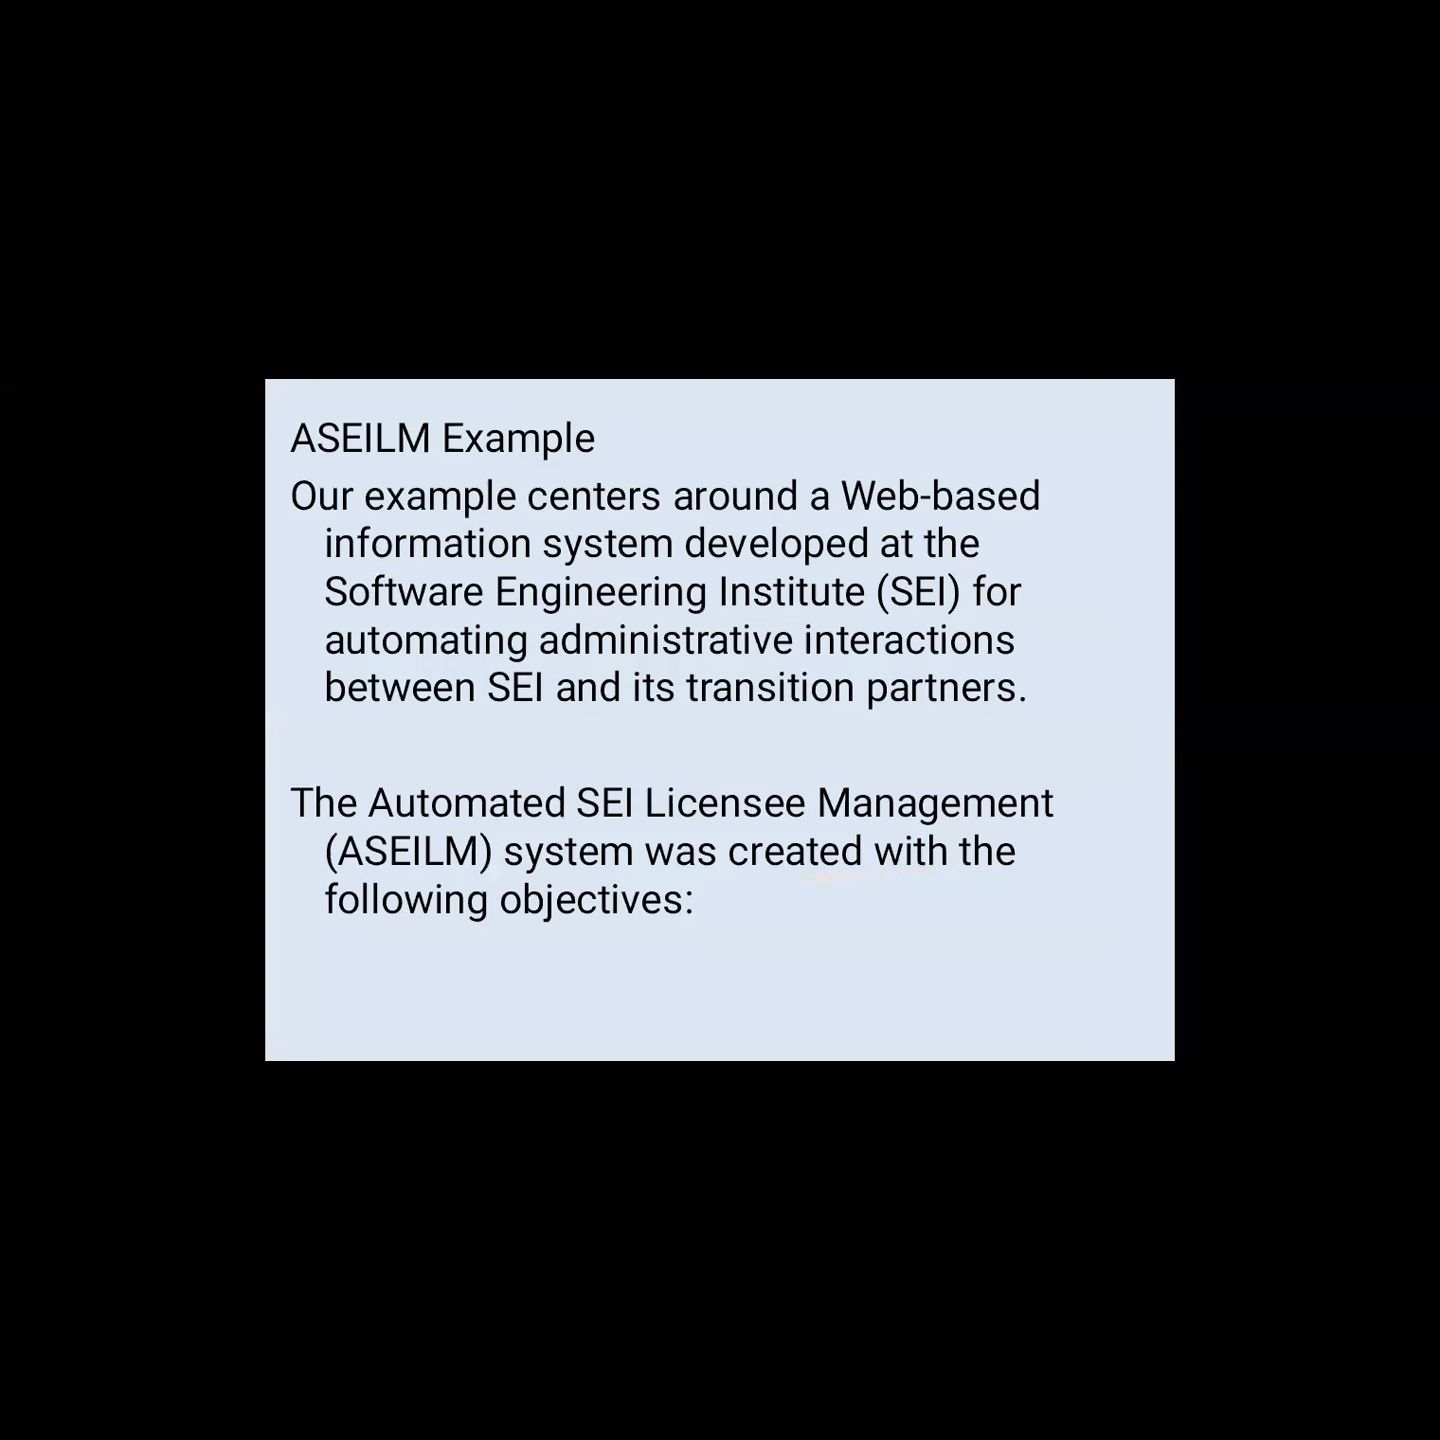 ASEILM Example
Our example centers around a Web-based
information system developed at the
Software Engineering Institute (SEI) for
automating administrative interactions
between SEI and its transition partners.
The Automated SEI Licensee Management
(ASEILM) system was created with the
following objectives: